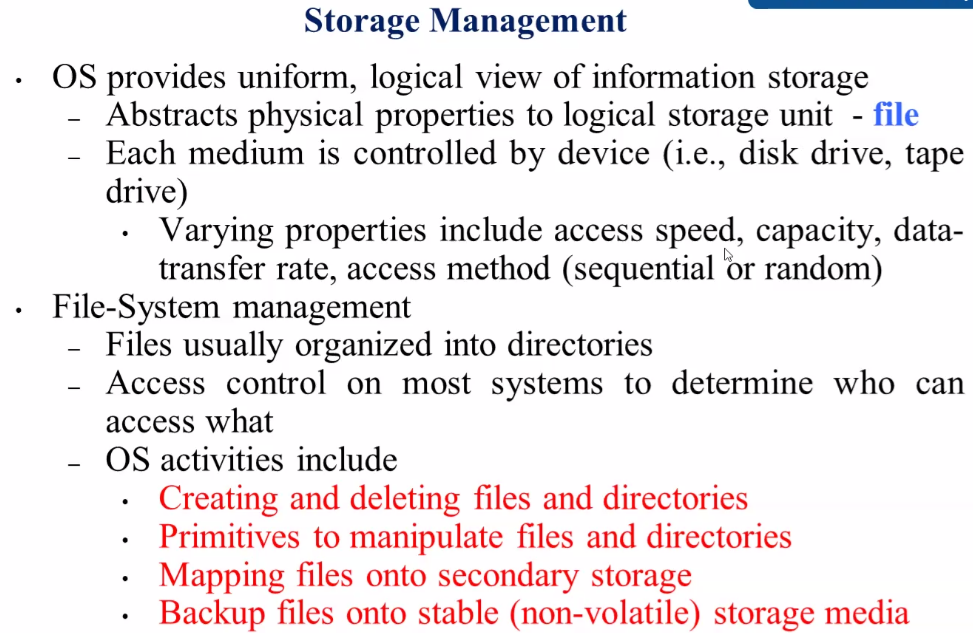 Storage Management
· OS provides uniform, logical view of information storage
– Abstracts physical properties to logical storage unit - file
– Each medium is controlled by device (i.e., disk drive, tape
drive)
· Varying properties include access speed, capacity, data-
transfer rate, access method (sequential or random)
· File-System management
– Files usually organized into directories
– Access control on most systems to determine who can
access what
– OS activities include
· Creating and deleting files and directories
· Primitives to manipulate files and directories
· Mapping files onto secondary storage
· Backup files onto stable (non-volatile) storage media